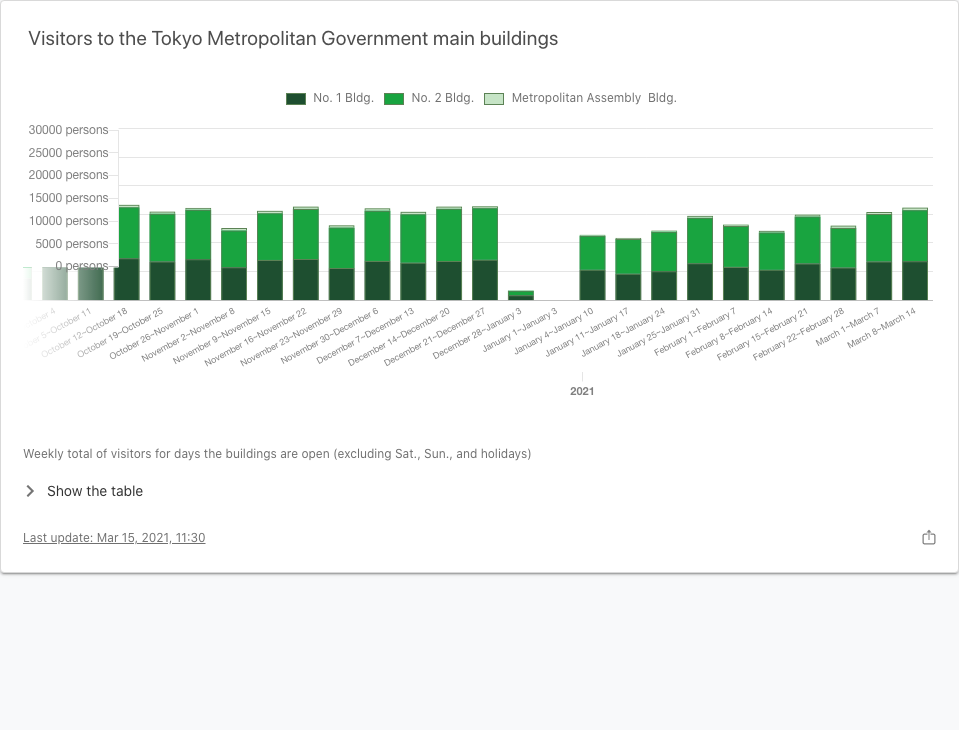 Visitors to the Tokyo Metropolitan Government main buildings
No. 1 Bldg. No. 2 Bldg. Metropolitan Assembly Bldg.
30000 persons
25000 persons
20000 persons
15000 persons
10000 persons
5000 persons
0 persons
October 12~October 18
October 19~October 25
October 26~November 1
November 2~November 8
November 9~November 15
November 16~November 22
November 23~November 29
November 30~December 6
December 7~December 13
December 14~December 20
December 21~December 27
December 28~January 3
January 1~January 3
January 4~January 10
January 11~January 17
January 18~January 24
January 25~January 31
February 1~February 7
February 8~February 14
February 15~February 21
February 22~February 28
March 1~March 7
March 8~March 14
2021
Weekly total of visitors for days the buildings are open (excluding Sat., Sun., and holidays)
Show the table
Last update: Mar 15, 2021, 11:30